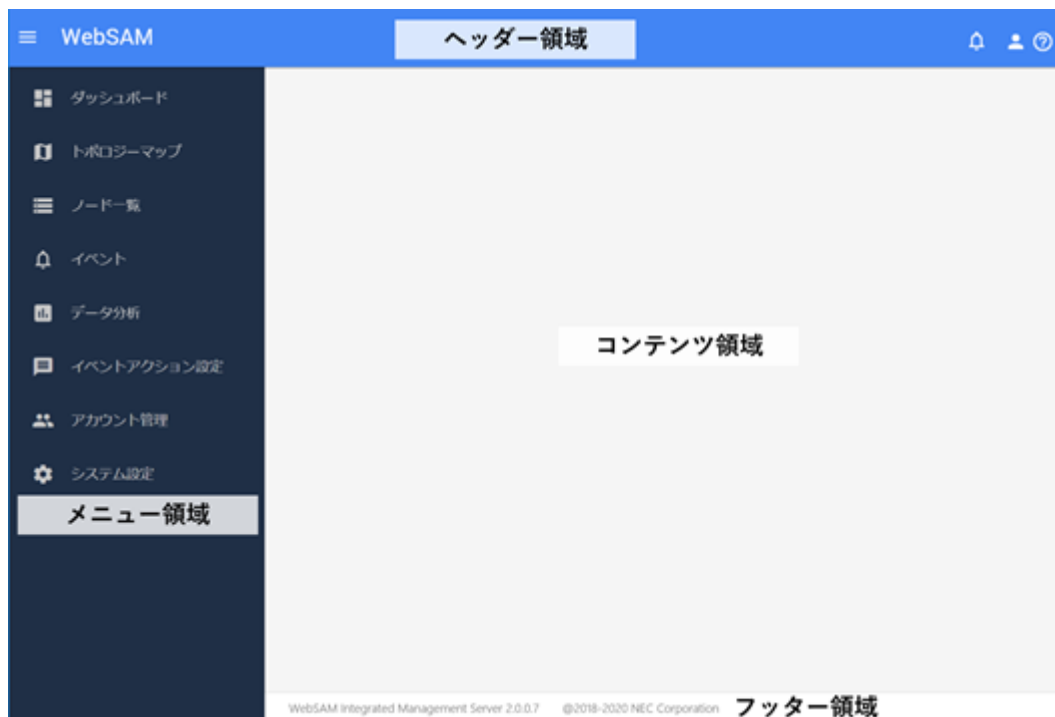 WebSAM
ヘッダー領域
ダッシュボード
トポロジーマップ
ノード一覧
イベント
データ分析
イベントアクション設定
アカウント管理
システム設定
メニュー領域
コンテンツ領域
WebSAM Integrated Management Server 2.0.0.7 @2018-2020 NEC Corporation フッター領域